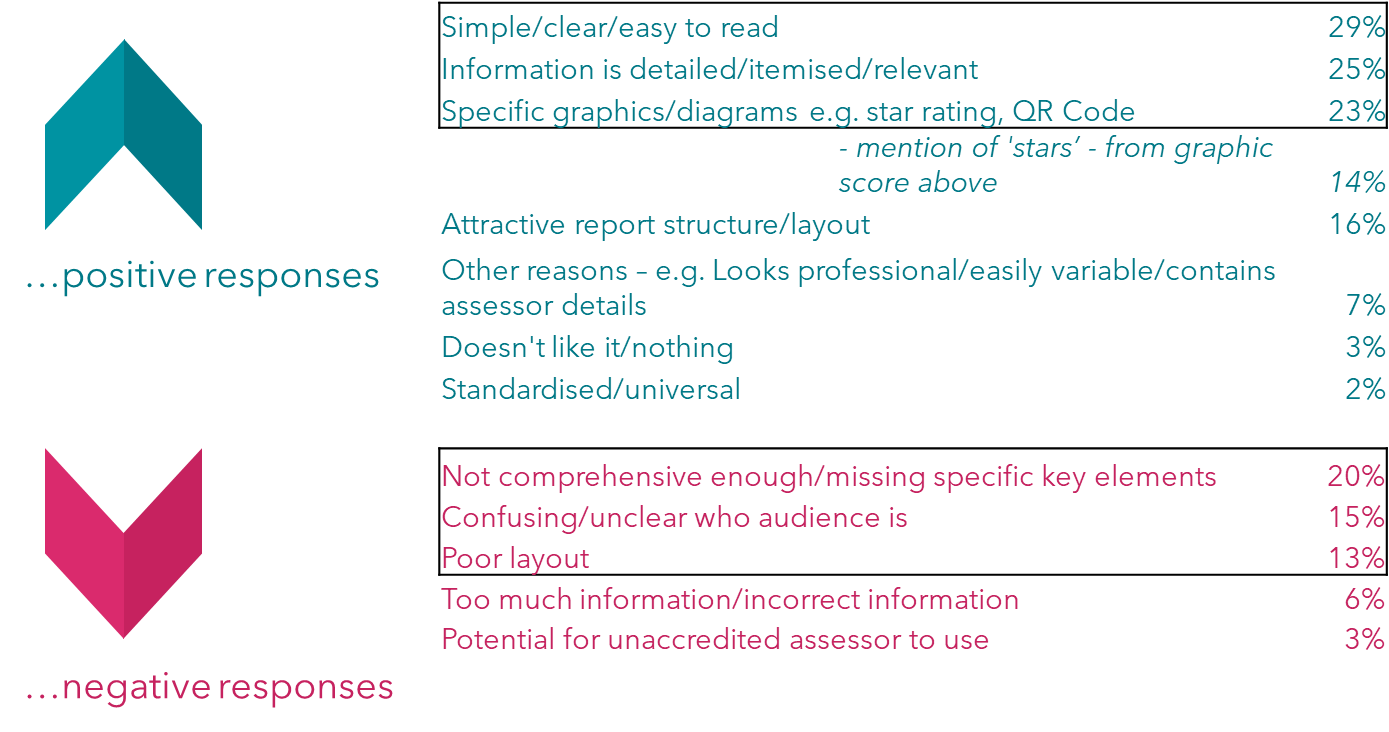 Simple/clear/easy to read 29%
Information is detailed/itemised/relevant 25%
Specific graphics/diagrams e.g. star rating, QR Code 23%
- mention of 'stars’ - from graphic
score above 14%
Attractive report structure/layout 16%
Other reasons – e.g. Looks professional/easily variable/contains
assessor details 7%
Doesn't like it/nothing 3%
Standardised/universal 2%
…positive responses
Not comprehensive enough/missing specific key elements 20%
Confusing/unclear who audience is 15%
Poor layout 13%
Too much information/incorrect information 6%
Potential for unaccredited assessor to use 3%
…negative responses